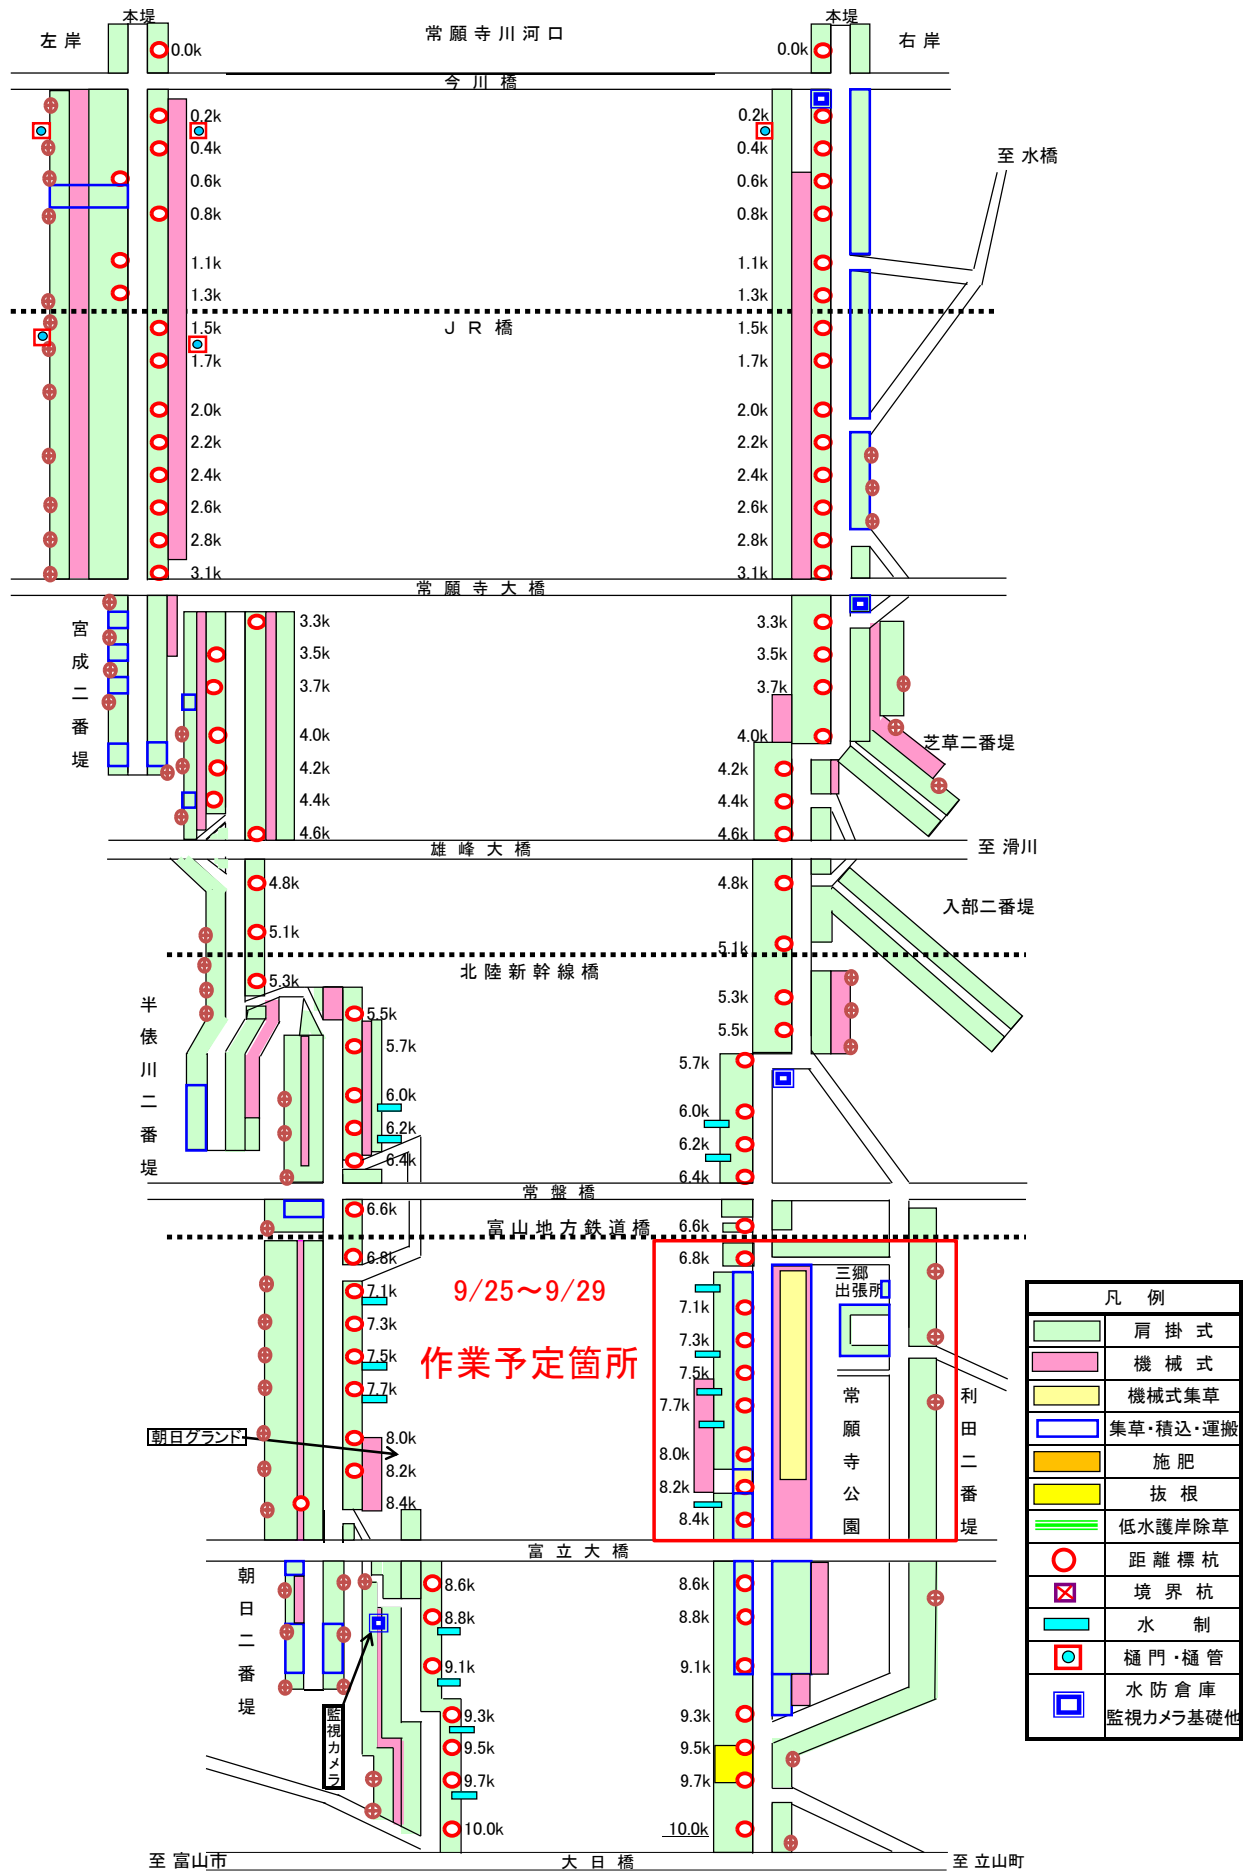 本堤
本堤
左岸
常願寺川河口
右岸
0.0k
0.0k
今川橋
0.2k
0.2k
0.4k
0.4k
至 水橋
0.6k
0.6k
0.8k
0.8k
1.1k
1.1k
1.3k
1.3k
1.5k
JR橋
1.5k
1.7k
1.7k
2.0k
2.0k
2.2k
2.2k
2.4k
2.4k
2.6k
2.6k
2.8k
2.8k
3.1k
3.1k
常願寺大橋
宮成二番堤
3.3k
3.3k
3.5k
3.5k
3.7k
3.7k
4.0k
4.0k
芝草二番堤
4.2k
4.2k
4.4k
4.4k
4.6k
4.6k
雄峰大橋
至 滑川
4.8k
4.8k
入部二番堤
5.1k
5.1k
北陸新幹線橋
5.3k
5.3k
半俵川二番堤
5.5k
5.5k
5.7k
5.7k
6.0k
6.0k
6.2k
6.2k
6.4k
6.4k
常盤橋
6.6k
6.6k
富山地方鉄道橋
6.8k
6.8k
三郷
出張所
7.1k
9/25～9/29
7.1k
7.3k
7.3k
7.5k
作業予定箇所
7.5k
7.7k
7.7k
常願寺公園
利田二番堤
朝日グランド
8.0k
8.0k
8.2k
8.2k
8.4k
8.4k
富立大橋
朝日二番堤
8.6k
8.6k
8.8k
8.8k
9.1k
9.1k
監視カメラ
9.3k
9.3k
9.5k
9.5k
9.7k
9.7k
10.0k
10.0k
至 富山市
大日橋
至 立山町
凡例
肩掛式
機械式
機械式集草
集草・積込・運搬
施肥
抜根
低水護岸除草
距離標杭
境界杭
水制
樋門・樋管
水防倉庫
監視カメラ基礎他